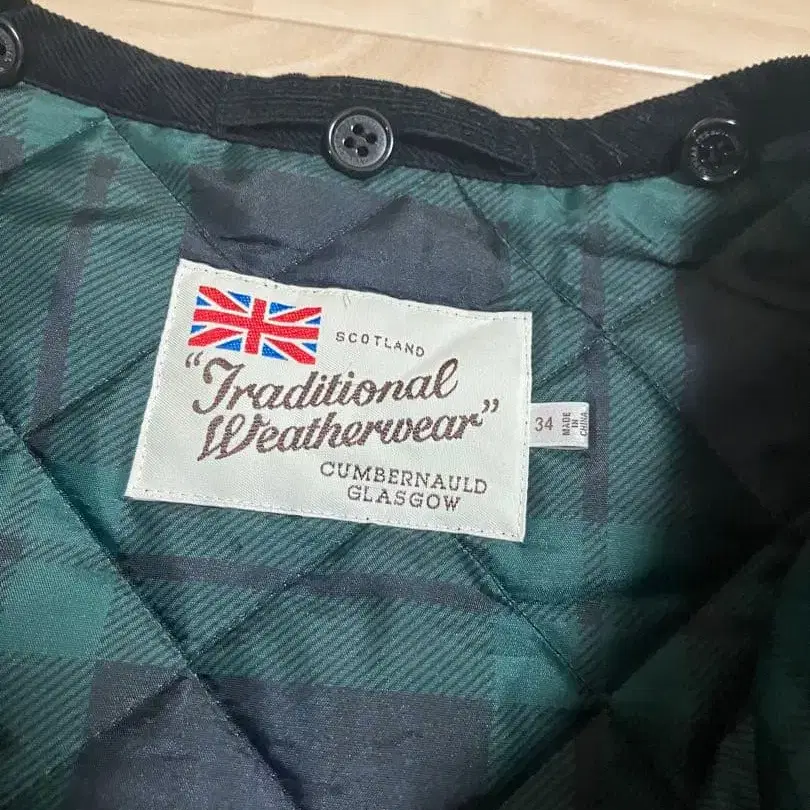 SCOTLAND
"Traditional
Weatherwear"
CUMBERNAULD
GLASGOW
34
MADE
IN
CHINA